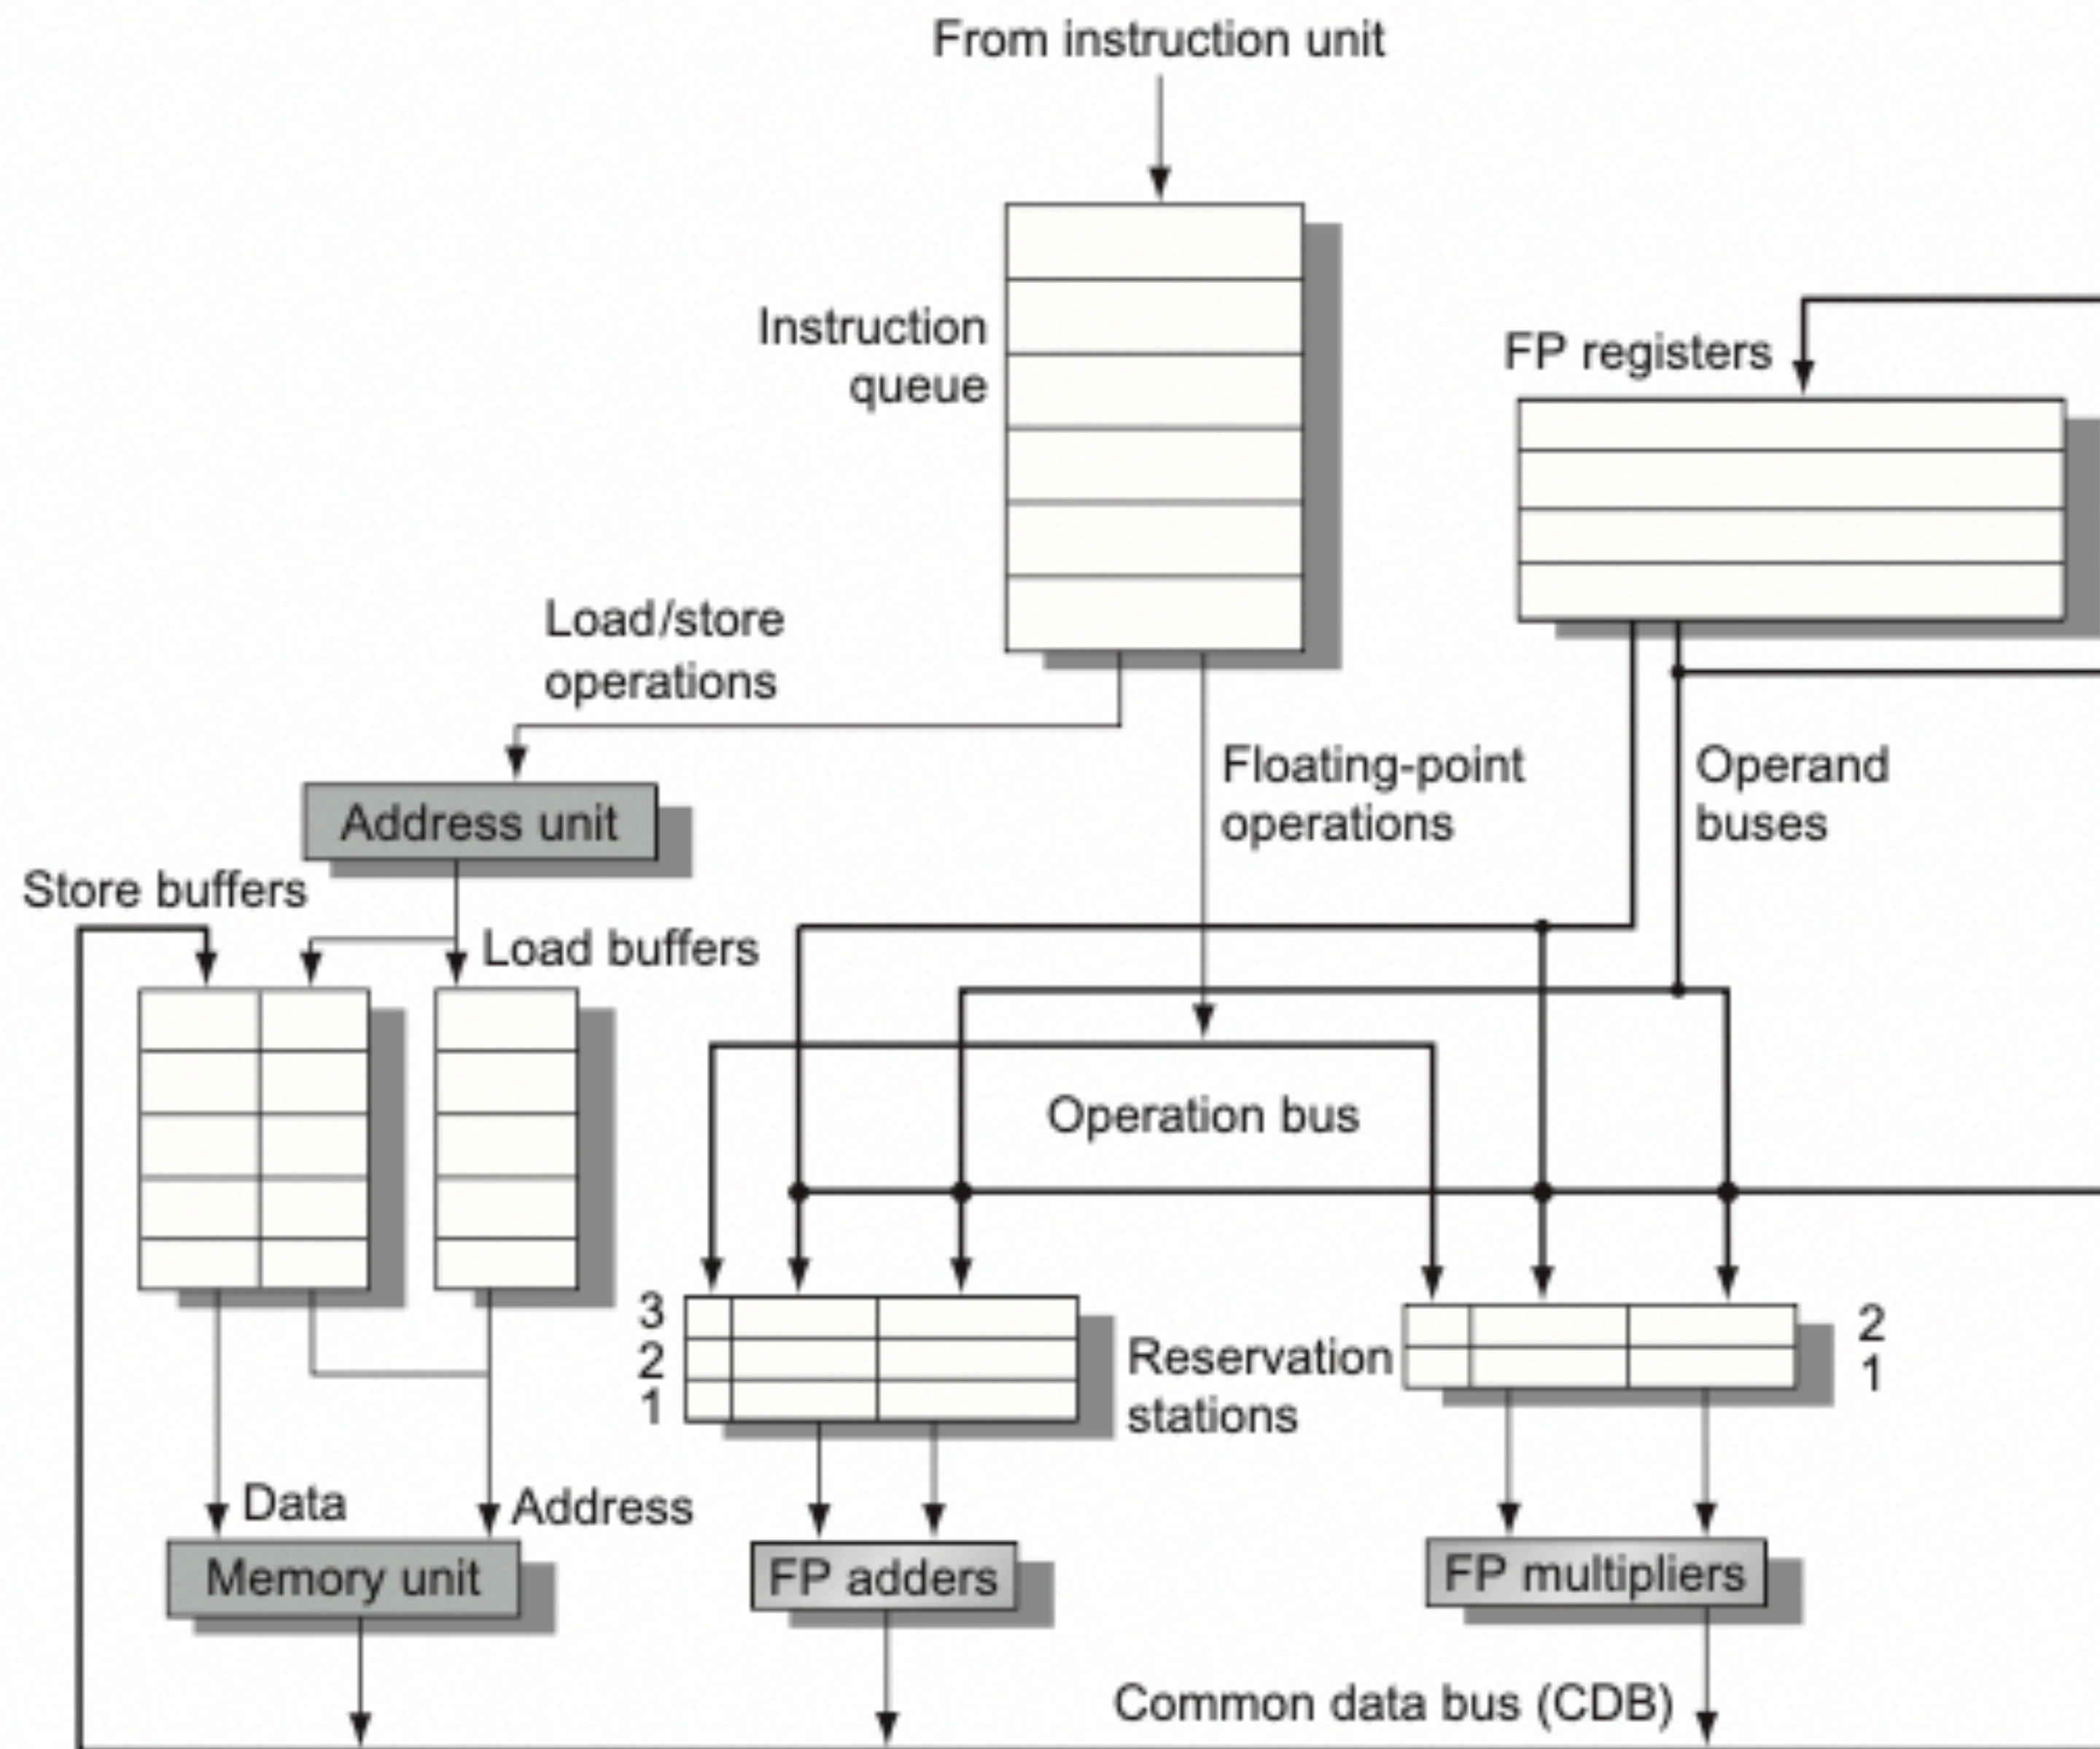 From instruction unit
Instruction
queue
FP registers
Load/store
operations
Floating-point
operations
Operand
buses
Address unit
Store buffers
Load buffers
Operation bus
3
2
1
Reservation
stations
2
1
Data
Address
Memory unit
FP adders
FP multipliers
Common data bus (CDB)